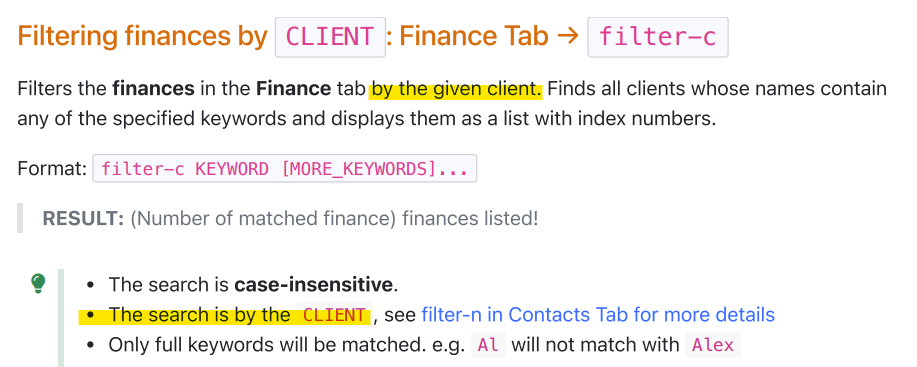 Filtering finances by CLIENT : Finance Tab → filter-c
Filters the finances in the Finance tab by the given client. Finds all clients whose names contain
any of the specified keywords and displays them as a list with index numbers.
Format: filter-c KEYWORD [MORE_KEYWORDS]...
RESULT: (Number of matched finance) finances listed!
• The search is case-insensitive.
• The search is by the CLIENT , see filter-n in Contacts Tab for more details
• Only full keywords will be matched. e.g. Al will not match with Alex